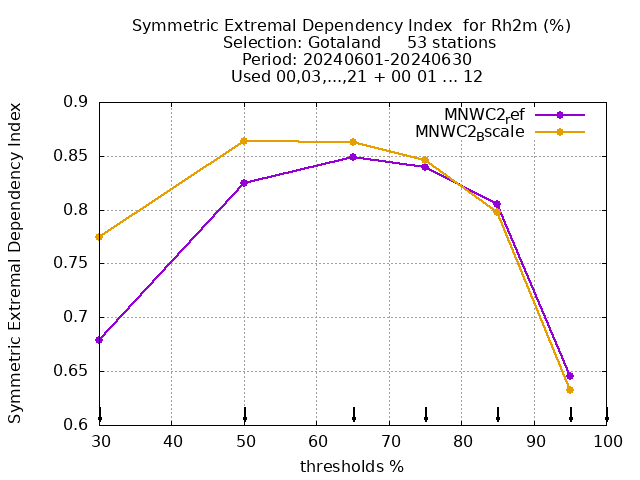 Symmetric Extremal Dependency Index  for Rh2m (%)
Selection: Gotaland     53 stations
Period: 20240601-20240630
Used 00,03,...,21 + 00 01 ... 12
Symmetric Extremal Dependency Index
0.9
0.85
0.8
0.75
0.7
0.65
0.6
MNWC2ref
MNWC2Bscale
30 40 50 60 70 80 90 100
thresholds %